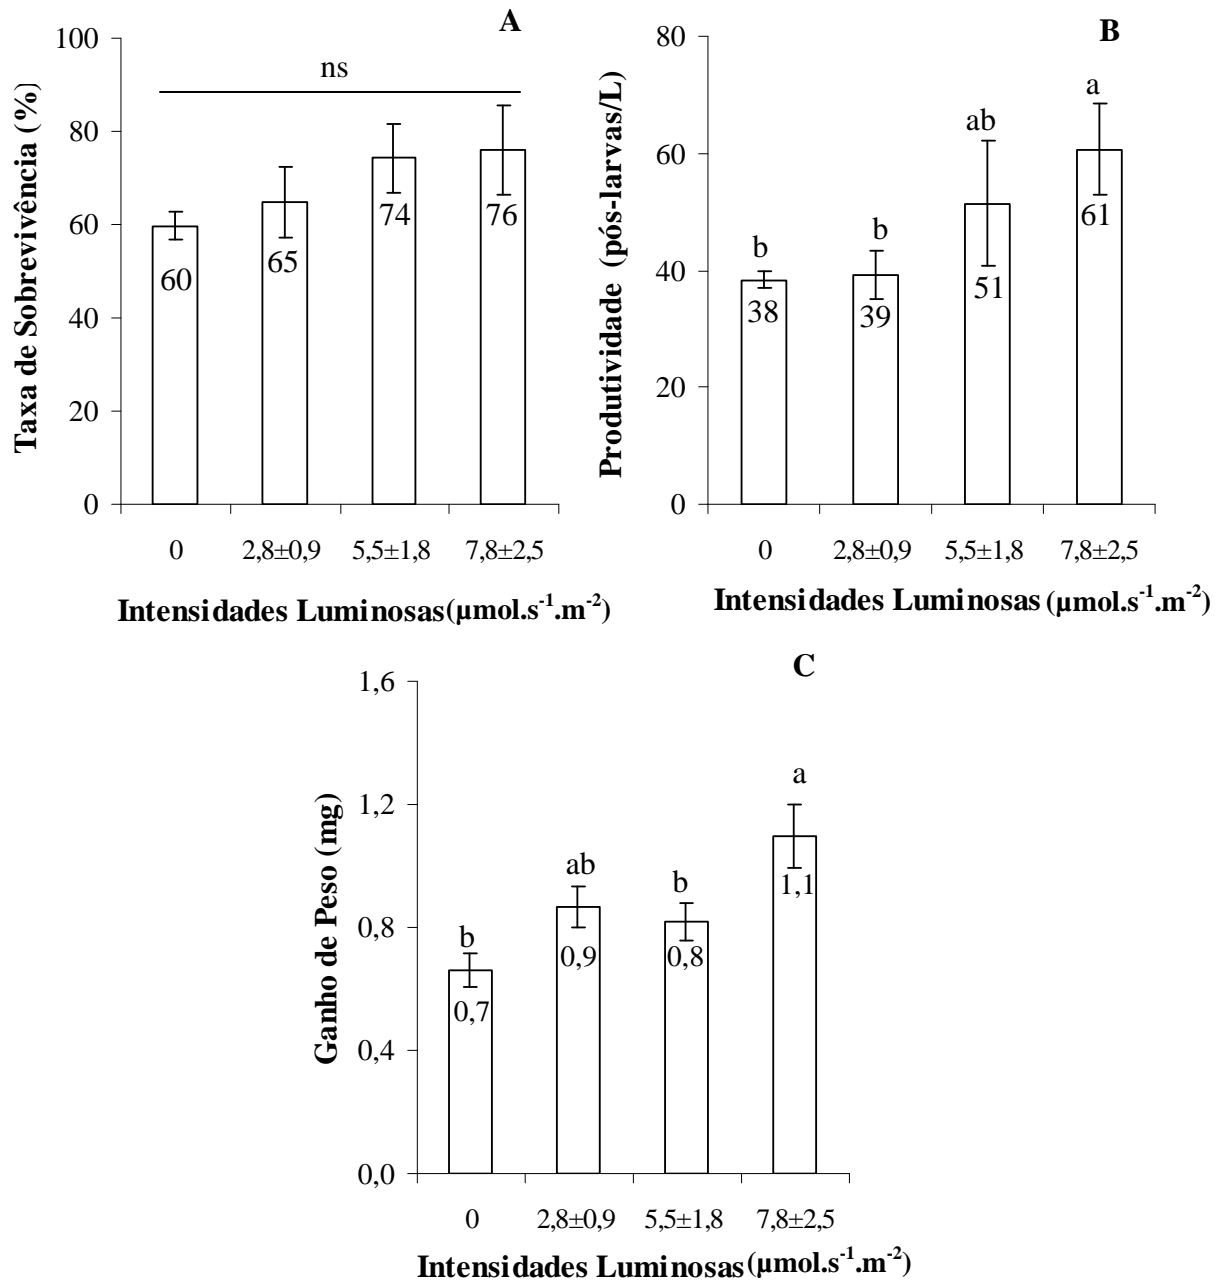 A
100
80
60
40
20
0
Taxa de Sobrevivência (%)
ns
60
65
74
76
0 2,8±0,9 5,5±1,8 7,8±2,5
Intensidades Luminosas (µmol.s-1.m-2)
B
80
60
40
20
0
Produtividade (pós-larvas/L)
b b ab a
38
39
51
61
0 2,8±0,9 5,5±1,8 7,8±2,5
Intensidades Luminosas (µmol.s-1.m-2)
C
1,6
1,2
0,8
0,4
0,0
Ganho de Peso (mg)
b ab b a
0,7
0,9
0,8
1,1
0 2,8±0,9 5,5±1,8 7,8±2,5
Intensidades Luminosas (µmol.s-1.m-2)